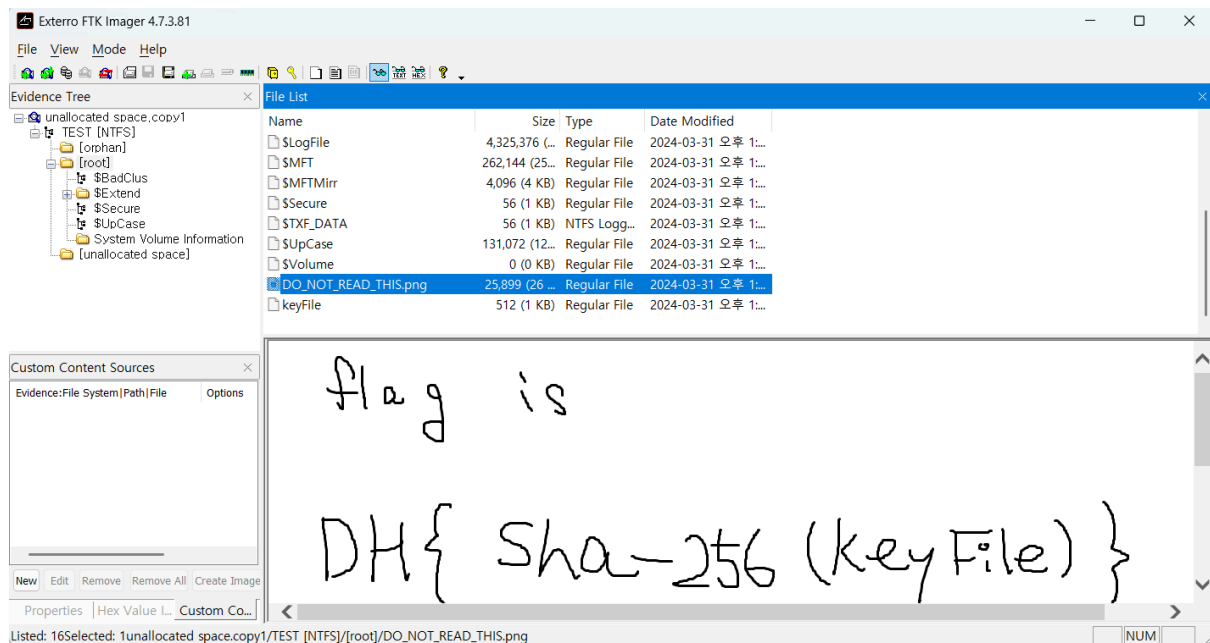 Exterro FTK Imager 4.7.3.81
File View Mode Help
Evidence Tree
File List
unallocated space.copy1
TEST [NTFS]
[orphan]
[root]
$BadClus
$Extend
$Secure
$UpCase
System Volume Information
[unallocated space]
Name Size Type Date Modified
$LogFile 4,325,376 (... Regular File 2024-03-31 오후 1:...
$MFT 262,144 (25... Regular File 2024-03-31 오후 1:...
$MFTMirr 4,096 (4 KB) Regular File 2024-03-31 오후 1:...
$Secure 56 (1 KB) Regular File 2024-03-31 오후 1:...
$TXF_DATA 56 (1 KB) NTFS Logg... 2024-03-31 오후 1:...
$UpCase 131,072 (12... Regular File 2024-03-31 오후 1:...
$Volume 0 (0 KB) Regular File 2024-03-31 오후 1:...
DO_NOT_READ_THIS.png 25,899 (26 ... Regular File 2024-03-31 오후 1:...
keyFile 512 (1 KB) Regular File 2024-03-31 오후 1:...
Custom Content Sources
Evidence:File System|Path|File Options
New Edit Remove Remove All Create Image
Properties Hex Value I... Custom Co...
flag is
DH{ Sha-256 (keyFile) }
Listed: 16Selected: 1unallocated space.copy1/TEST [NTFS]/[root]/DO_NOT_READ_THIS.png
NUM